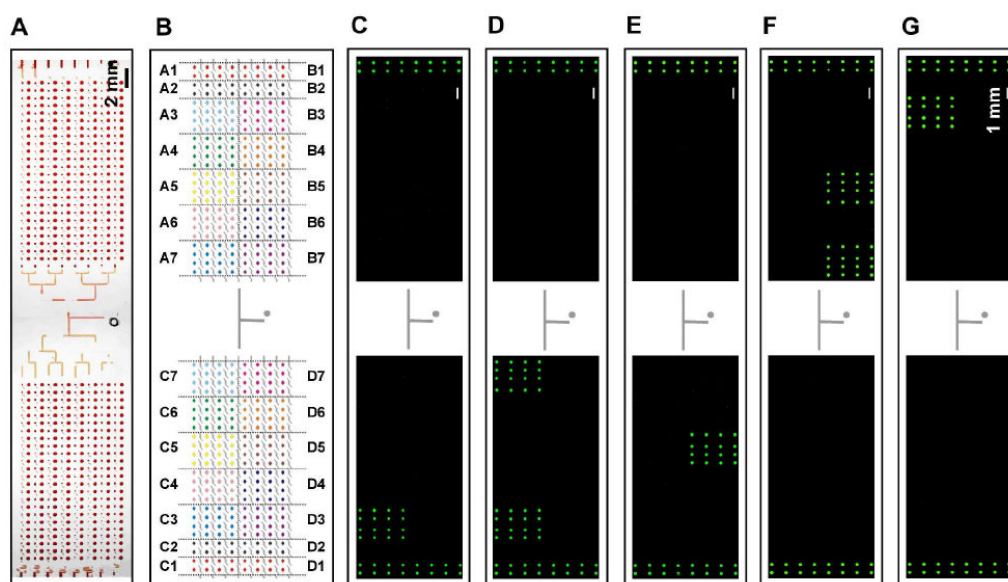 A B C D E F G
2 mm
A1 B1
A2 B2
A3 B3
A4 B4
A5 B5
A6 B6
A7 B7
C7 D7
C6 D6
C5 D5
C4 D4
C3 D3
C2 D2
C1 D1
1 mm